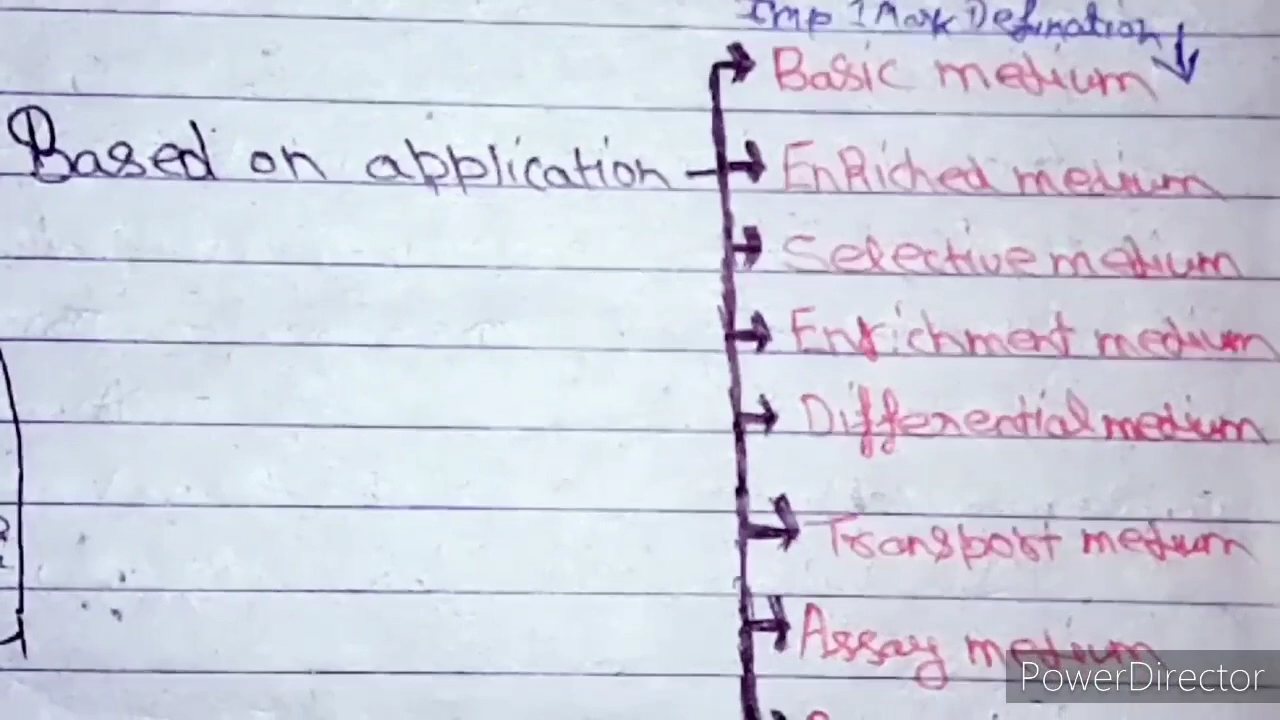 Imp 1 Mark Defination
Basic medium
Based on application
EnRiched medium
Selective medium
Enrichment medium
Differential medium
Transport medium
Assay medium
PowerDirector